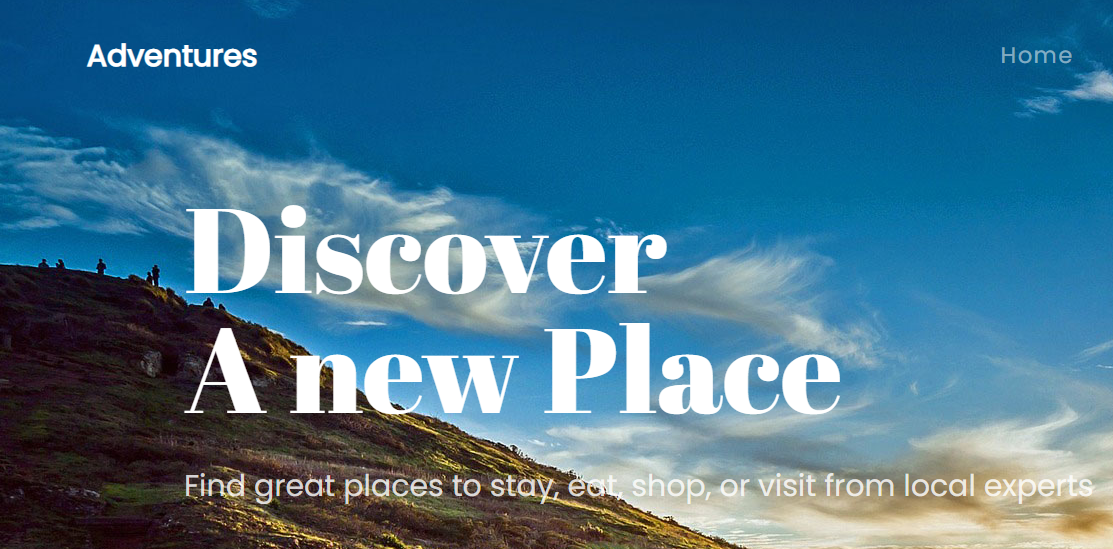 Adventures
Home
Discover
A new Place
Find great places to stay, eat, shop, or visit from local experts